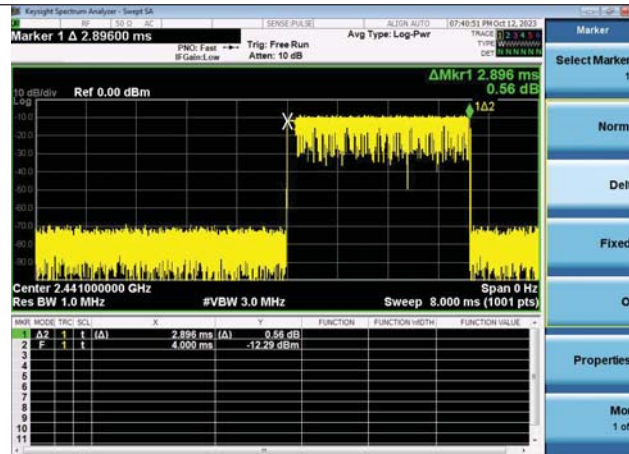 Keysight Spectrum Analyzer - Swept SA
RF 50 Ω AC SENSE:PULSE ALIGN AUTO 07:40:51 PM Oct 12, 2023
Marker 1 Δ 2.89600 ms Avg Type: Log-Pwr TRACE 1 2 3 4 5 6
PNO: Fast Trig: Free Run TYPE
IFGain:Low Atten: 10 dB DET N N N N N N
ΔMkr1 2.896 ms
0.56 dB
10 dB/div Ref 0.00 dBm
Log
1Δ2
-10.0
-20.0
-30.0
-40.0
-50.0
-60.0
-70.0
-80.0
-90.0
Center 2.441000000 GHz Span 0 Hz
Res BW 1.0 MHz #VBW 3.0 MHz Sweep 8.000 ms (1001 pts)
MKR MODE TRC SCL X Y FUNCTION FUNCTION WIDTH FUNCTION VALUE
1 Δ2 1 t (Δ) 2.896 ms (Δ) 0.56 dB
2 F 1 t 4.000 ms -12.29 dBm
3
4
5
6
7
8
9
10
11
Marker
Select Marker
1
Norm
Del
Fixed
O
Properties
Mo
1 of